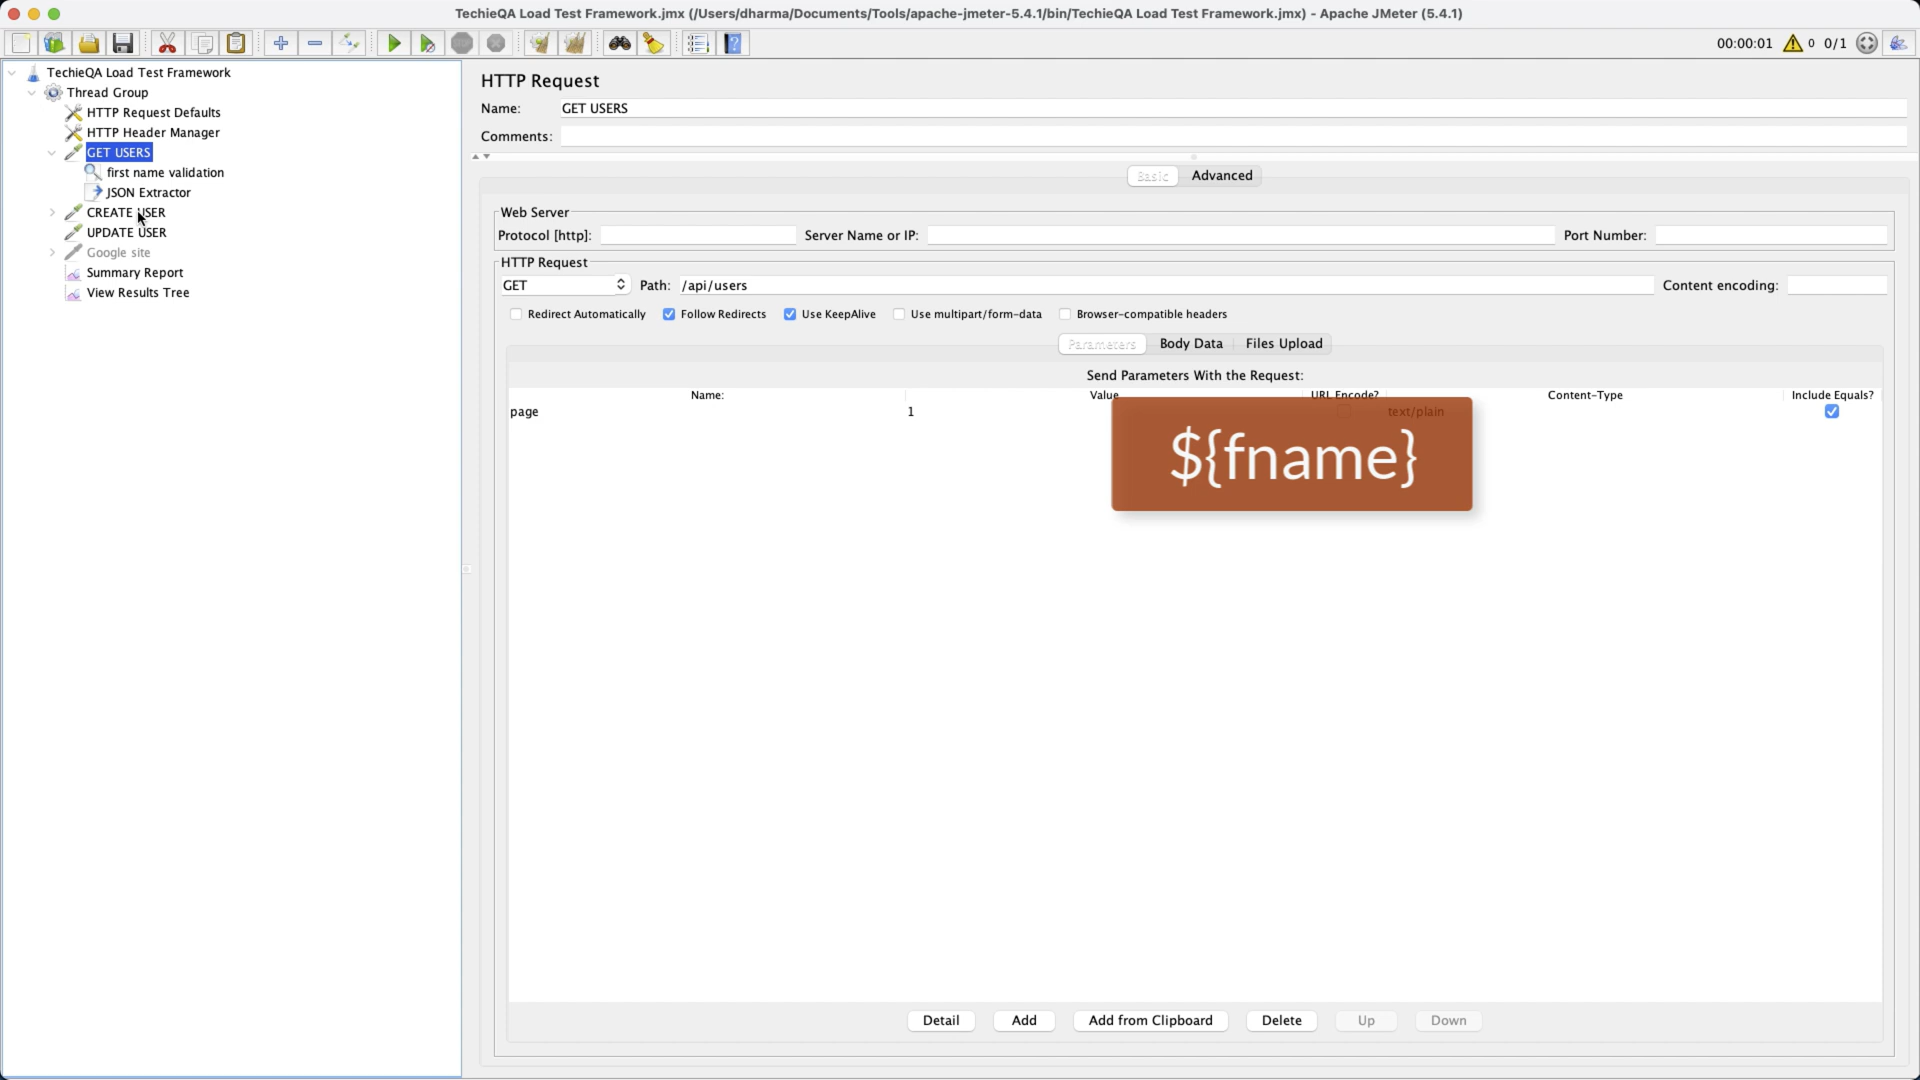 TechieQA Load Test Framework.jmx (/Users/dharma/Documents/Tools/apache-jmeter-5.4.1/bin/TechieQA Load Test Framework.jmx) - Apache JMeter (5.4.1)
00:00:01 0 0/1
TechieQA Load Test Framework
Thread Group
HTTP Request Defaults
HTTP Header Manager
GET USERS
first name validation
JSON Extractor
CREATE USER
UPDATE USER
Google site
Summary Report
View Results Tree
HTTP Request
Name: GET USERS
Comments:
Basic Advanced
Web Server
Protocol [http]: Server Name or IP: Port Number:
HTTP Request
GET Path: /api/users Content encoding:
Redirect Automatically Follow Redirects Use KeepAlive Use multipart/form-data Browser-compatible headers
Parameters Body Data Files Upload
Send Parameters With the Request:
Name: Value URL Encode? Content-Type Include Equals?
page 1 text/plain
${fname}
Detail Add Add from Clipboard Delete Up Down